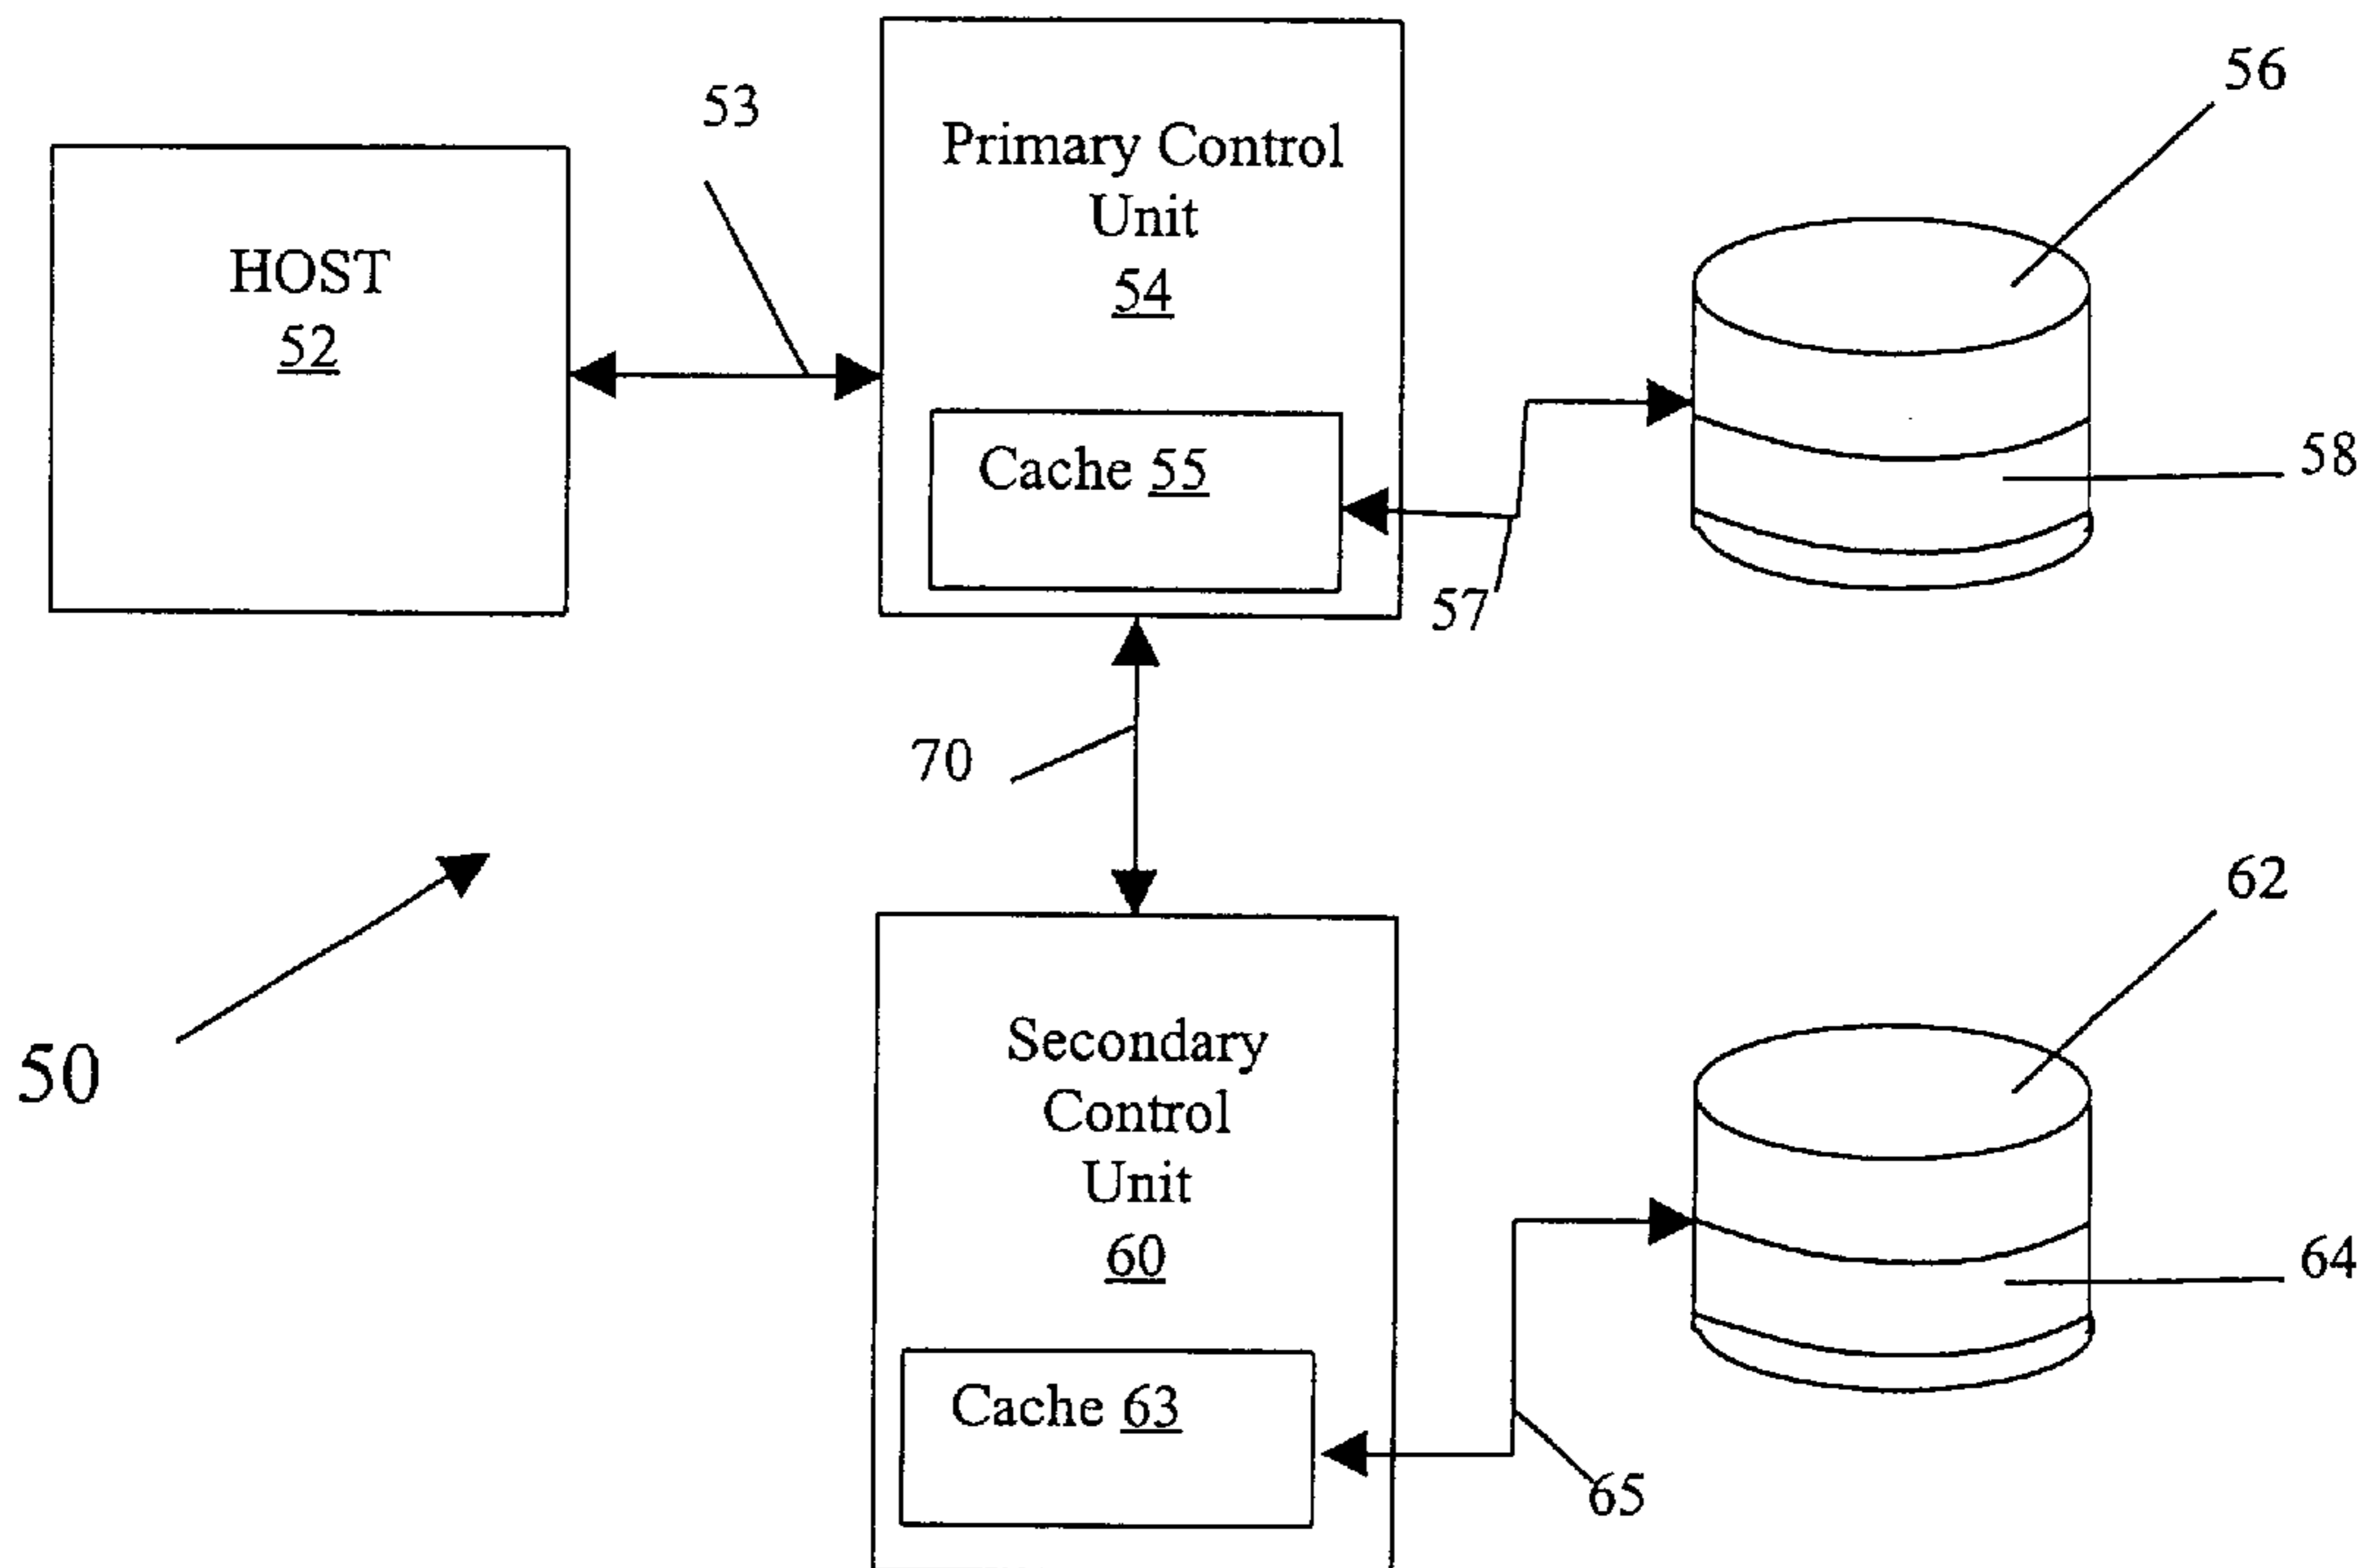 56
53
Primary Control
Unit
54
HOST
52
Cache 55
58
57
70
62
50
Secondary
Control
Unit
60
64
Cache 63
65